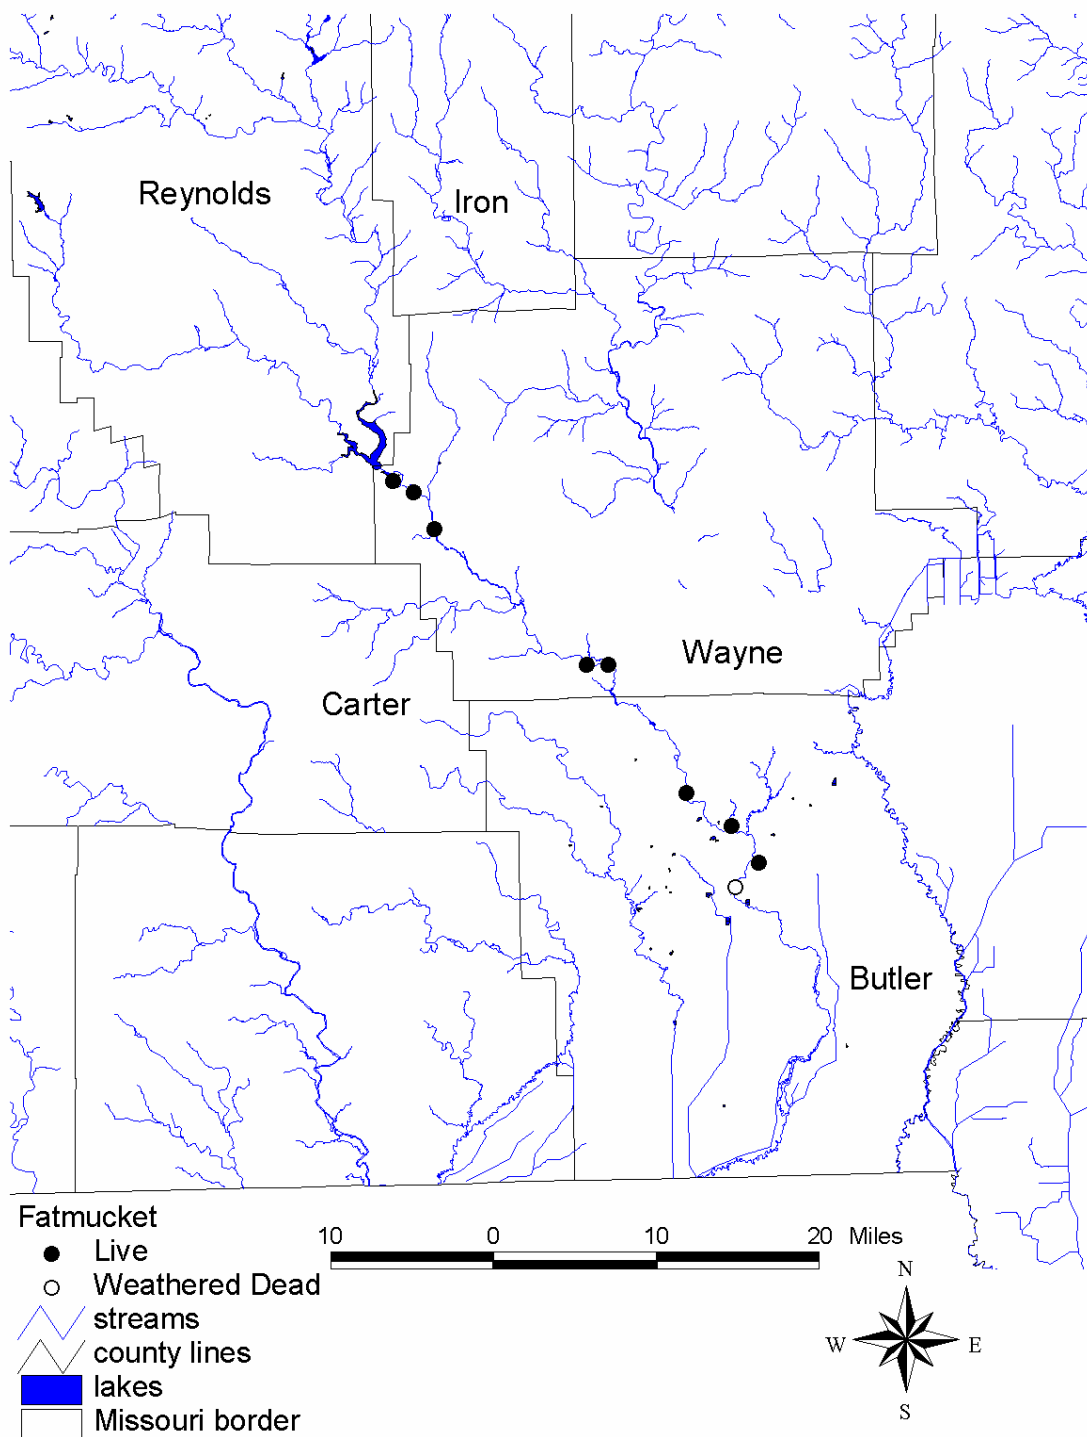 Reynolds
Iron
Wayne
Carter
Butler
Fatmucket
Live
Weathered Dead
streams
county lines
lakes
Missouri border
10 0 10 20 Miles
N
W E
S